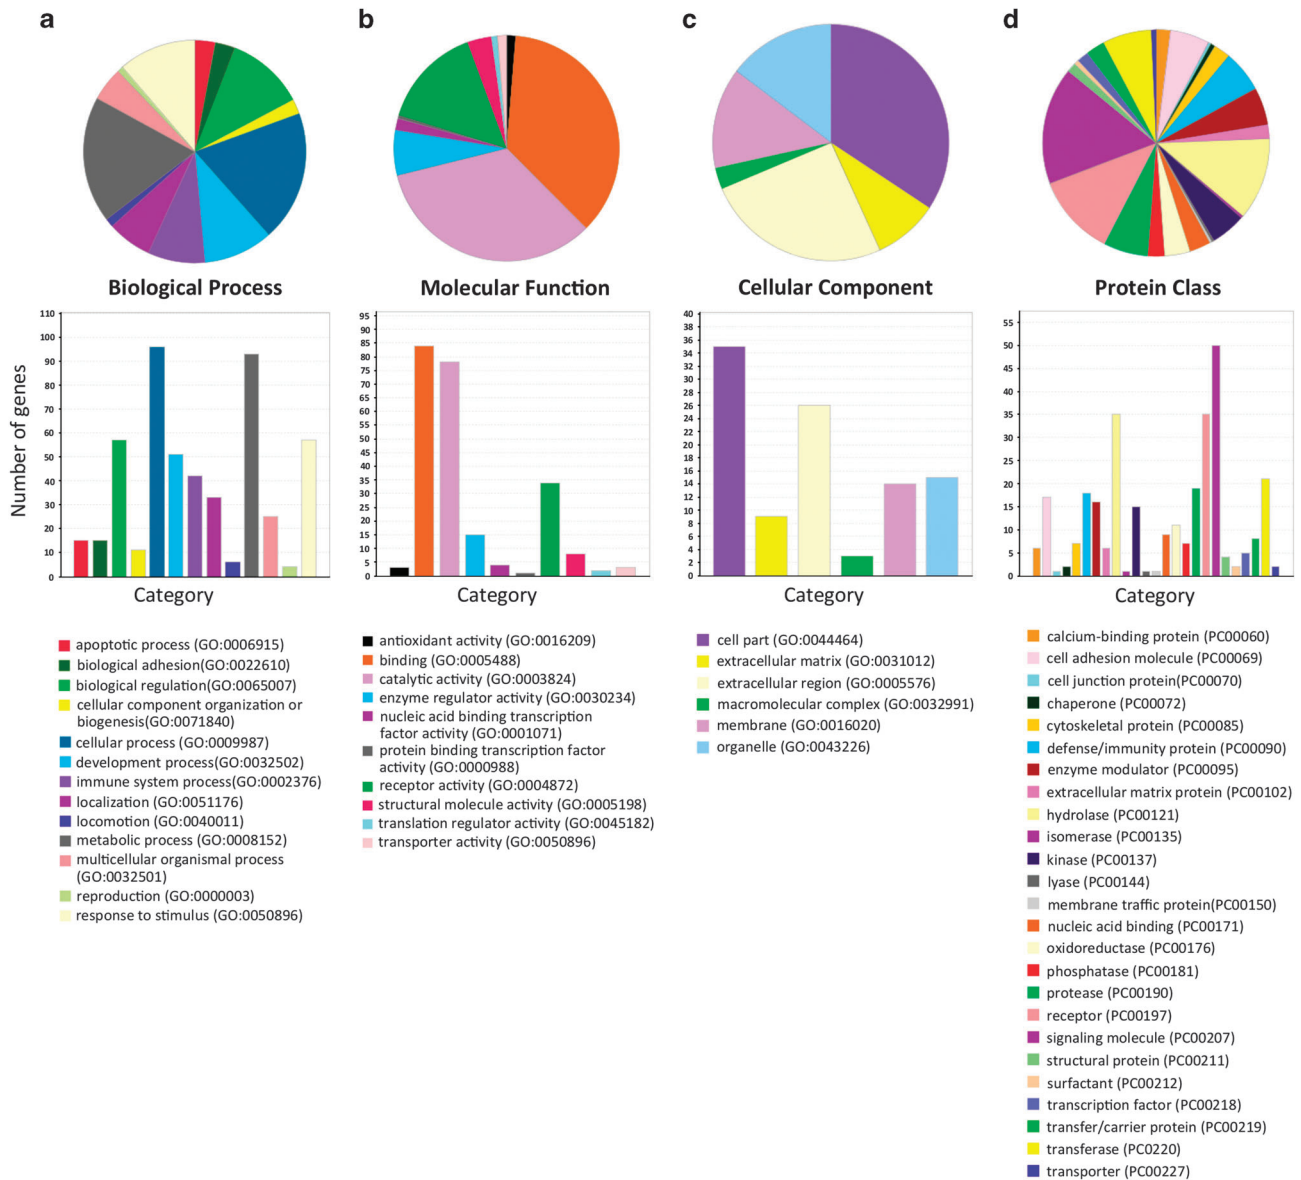 a
b
c
d
Biological Process
Molecular Function
Cellular Component
Protein Class
Number of genes
110
100
90
80
70
60
50
40
30
20
10
0
Category
95
90
85
80
75
70
65
60
55
50
45
40
35
30
25
20
15
10
5
0
Category
40
38
36
34
32
30
28
26
24
22
20
18
16
14
12
10
8
6
4
2
0
Category
55
50
45
40
35
30
25
20
15
10
5
0
Category
apoptotic process (GO:0006915)
biological adhesion(GO:0022610)
biological regulation(GO:0065007)
cellular component organization or
biogenesis(GO:0071840)
cellular process (GO:0009987)
development process(GO:0032502)
immune system process(GO:0002376)
localization (GO:0051176)
locomotion (GO:0040011)
metabolic process (GO:0008152)
multicellular organismal process
(GO:0032501)
reproduction (GO:0000003)
response to stimulus (GO:0050896)
antioxidant activity (GO:0016209)
binding (GO:0005488)
catalytic activity (GO:0003824)
enzyme regulator activity (GO:0030234)
nucleic acid binding transcription
factor activity (GO:0001071)
protein binding transcription factor
activity (GO:0000988)
receptor activity (GO:0004872)
structural molecule activity (GO:0005198)
translation regulator activity (GO:0045182)
transporter activity (GO:0050896)
cell part (GO:0044464)
extracellular matrix (GO:0031012)
extracellular region (GO:0005576)
macromolecular complex (GO:0032991)
membrane (GO:0016020)
organelle (GO:0043226)
calcium-binding protein (PC00060)
cell adhesion molecule (PC00069)
cell junction protein(PC00070)
chaperone (PC00072)
cytoskeletal protein (PC00085)
defense/immunity protein (PC00090)
enzyme modulator (PC00095)
extracellular matrix protein (PC00102)
hydrolase (PC00121)
isomerase (PC00135)
kinase (PC00137)
lyase (PC00144)
membrane traffic protein(PC00150)
nucleic acid binding (PC00171)
oxidoreductase (PC00176)
phosphatase (PC00181)
protease (PC00190)
receptor (PC00197)
signaling molecule (PC00207)
structural protein (PC00211)
surfactant (PC00212)
transcription factor (PC00218)
transfer/carrier protein (PC00219)
transferase (PC0220)
transporter (PC00227)